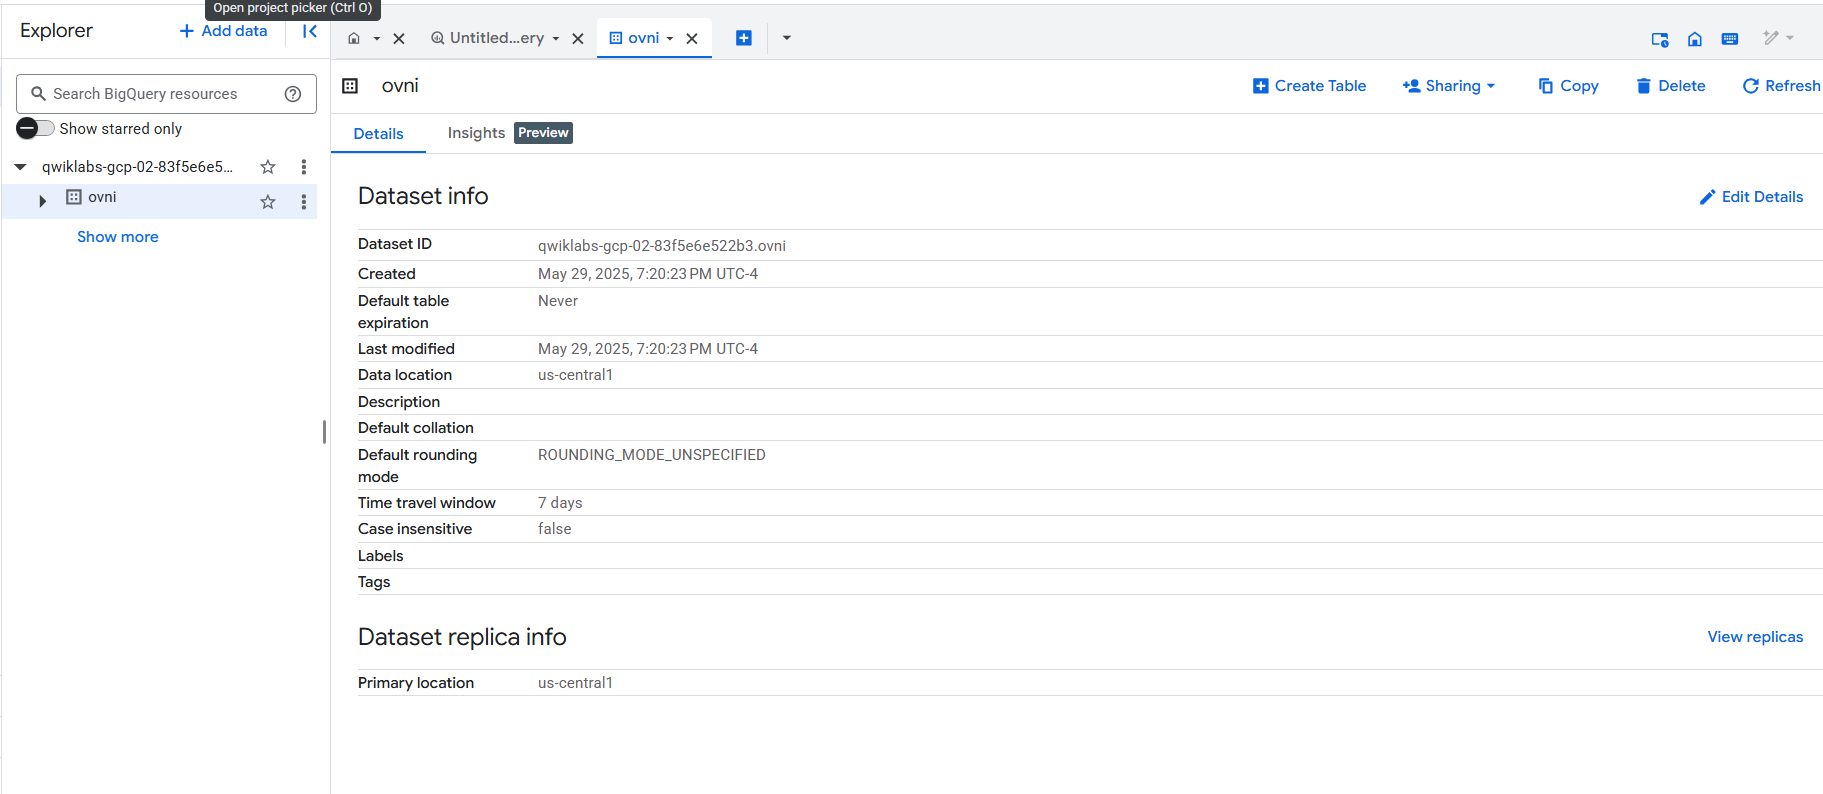 Open project picker (Ctrl O)
Explorer
Add data
Untitled...ery
ovni
ovni
Create Table
Sharing
Copy
Delete
Refresh
Search BigQuery resources
Show starred only
Details
Insights
Preview
qwiklabs-gcp-02-83f5e6e5...
ovni
Show more
Dataset info
Edit Details
Dataset ID
qwiklabs-gcp-02-83f5e6e522b3.ovni
Created
May 29, 2025, 7:20:23 PM UTC-4
Default table
expiration
Never
Last modified
May 29, 2025, 7:20:23 PM UTC-4
Data location
us-central1
Description
Default collation
Default rounding
mode
ROUNDING_MODE_UNSPECIFIED
Time travel window
7 days
Case insensitive
false
Labels
Tags
Dataset replica info
View replicas
Primary location
us-central1